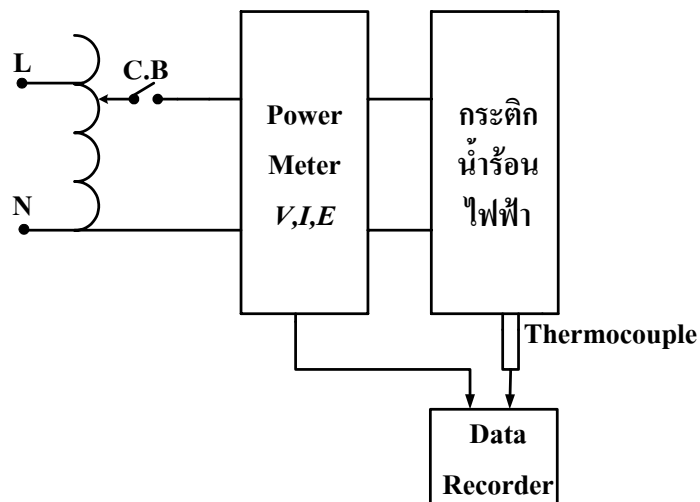 L
C.B
N
Power
Meter
V,I,E
กระติก
น้ำร้อน
ไฟฟ้า
Thermocouple
Data
Recorder